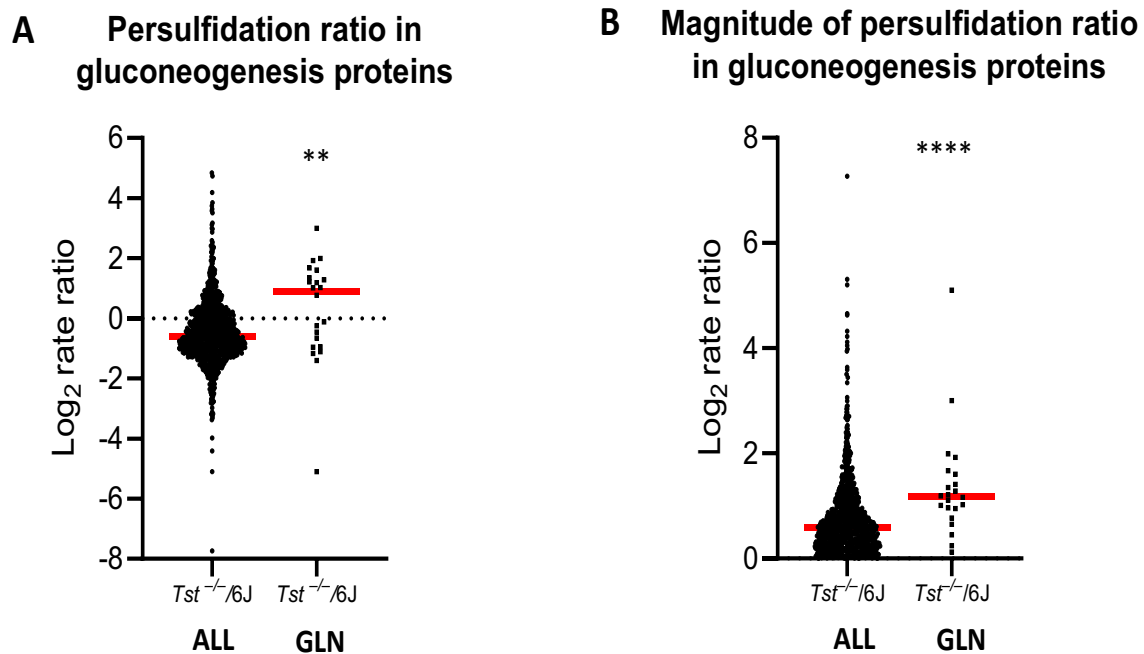 A
Persulfidation ratio in
gluconeogenesis proteins
Log₂ rate ratio
6
4
2
0
-2
-4
-6
-8
**
Tst⁻/⁻/6J
Tst⁻/⁻/6J
ALL
GLN
B
Magnitude of persulfidation ratio
in gluconeogenesis proteins
Log₂ rate ratio
8
6
4
2
0
****
Tst⁻/⁻/6J
Tst⁻/⁻/6J
ALL
GLN